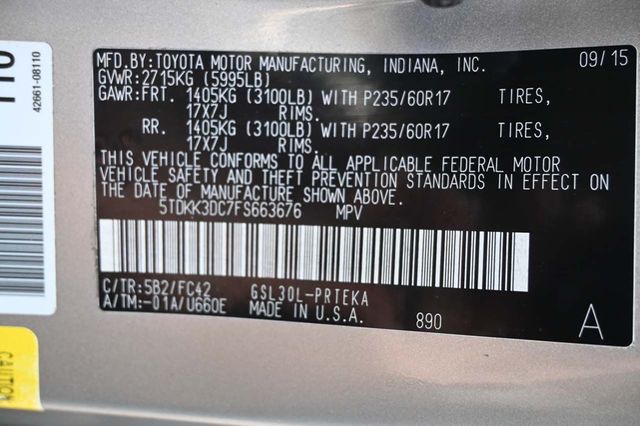 MFD.BY:TOYOTA MOTOR MANUFACTURING, INDIANA, INC. 09/15
GVWR:2715KG (5995LB)
GAWR:FRT. 1405KG (3100LB) WITH P235/60R17 TIRES,
17X7J RIMS.
RR. 1405KG (3100LB) WITH P235/60R17 TIRES,
17X7J RIMS.
THIS VEHICLE CONFORMS TO ALL APPLICABLE FEDERAL MOTOR
VEHICLE SAFETY AND THEFT PREVENTION STANDARDS IN EFFECT ON
THE DATE OF MANUFACTURE SHOWN ABOVE.
5TDKK3DC7FS663676 MPV
C/TR:5B2/FC42 GSL30L-PRTEKA
A/TM:-01A/U660E MADE IN U.S.A. 890 A
42661-08110
CAUTION